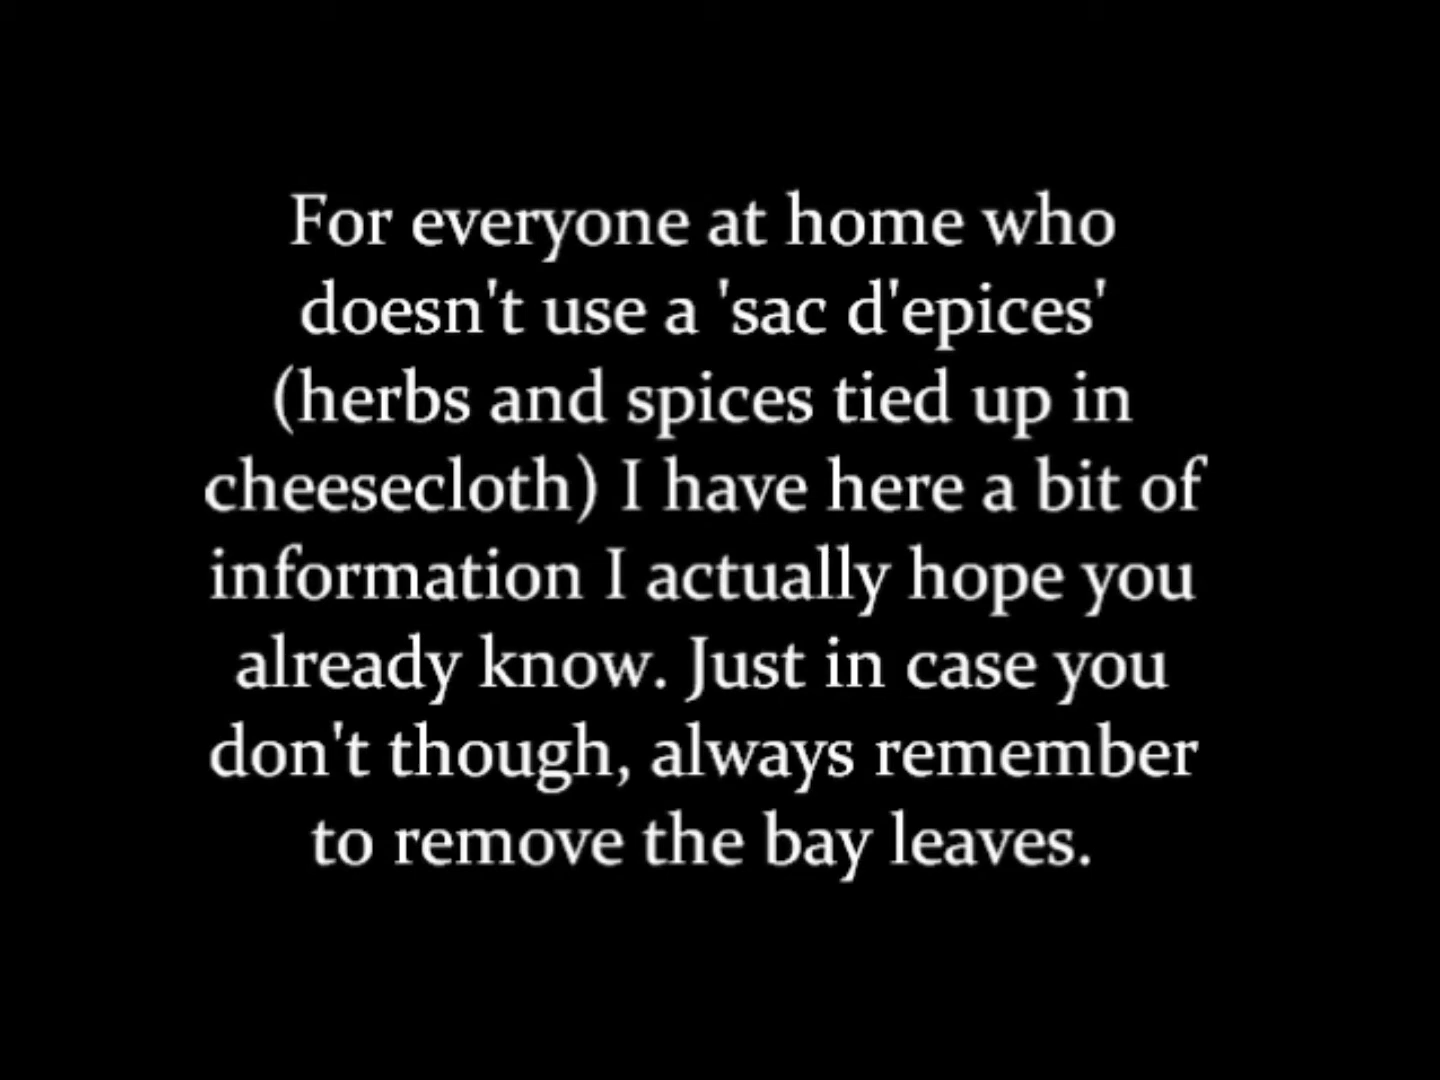 For everyone at home who
doesn't use a 'sac d'epices'
(herbs and spices tied up in
cheesecloth) I have here a bit of
information I actually hope you
already know. Just in case you
don't though, always remember
to remove the bay leaves.